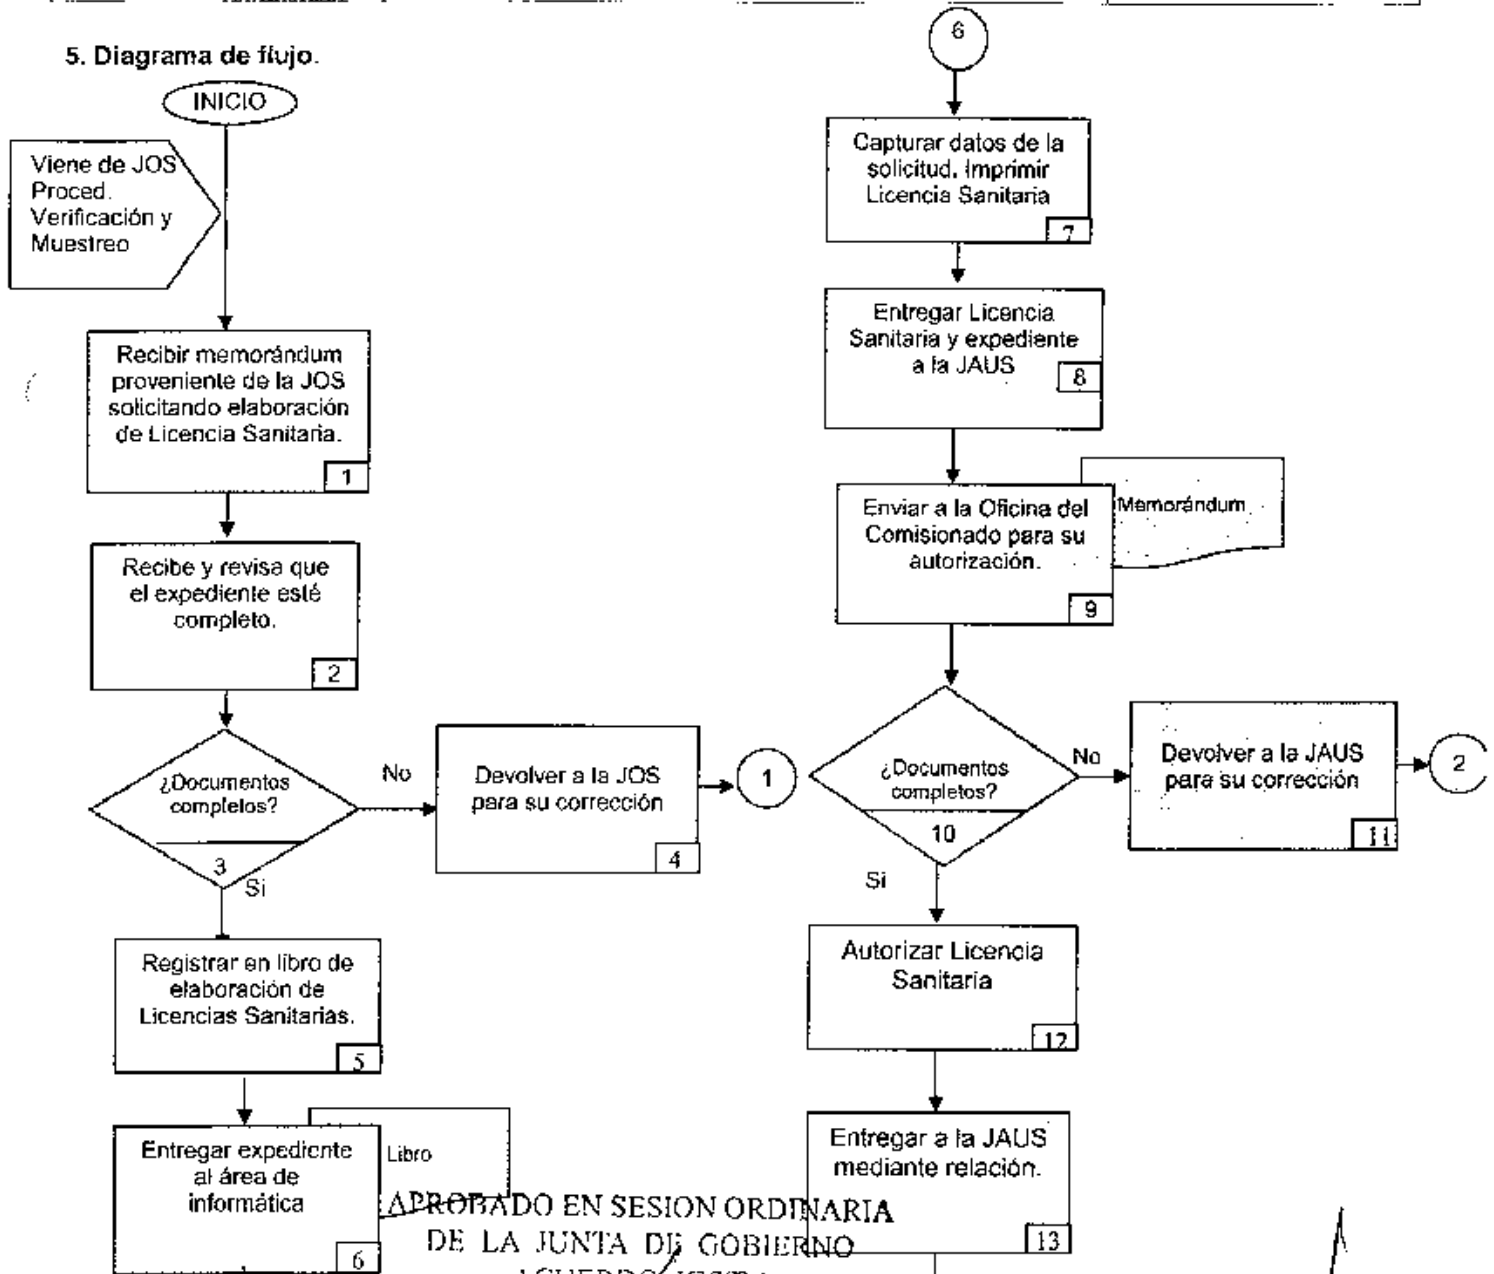 5. Diagrama de flujo.
INICIO
Viene de JOS
Proced.
Verificación y
Muestreo
Recibir memorándum
proveniente de la JOS
solicitando elaboración
de Licencia Sanitaria.
1
Recibe y revisa que
el expediente esté
completo.
2
¿Documentos
completos?
3
No
Si
Devolver a la JOS
para su corrección
4
1
Registrar en libro de
elaboración de
Licencias Sanitarias.
5
Entregar expediente
al área de
informática
6
Libro
6
Capturar datos de la
solicitud. Imprimir
Licencia Sanitaria
7
Entregar Licencia
Sanitaria y expediente
a la JAUS
8
Enviar a la Oficina del
Comisionado para su
autorización.
9
Memorándum
¿Documentos
completos?
10
No
Si
Devolver a la JAUS
para su corrección
11
2
Autorizar Licencia
Sanitaria
12
Entregar a la JAUS
mediante relación.
13
APROBADO EN SESION ORDINARIA
DE LA JUNTA DE GOBIERNO